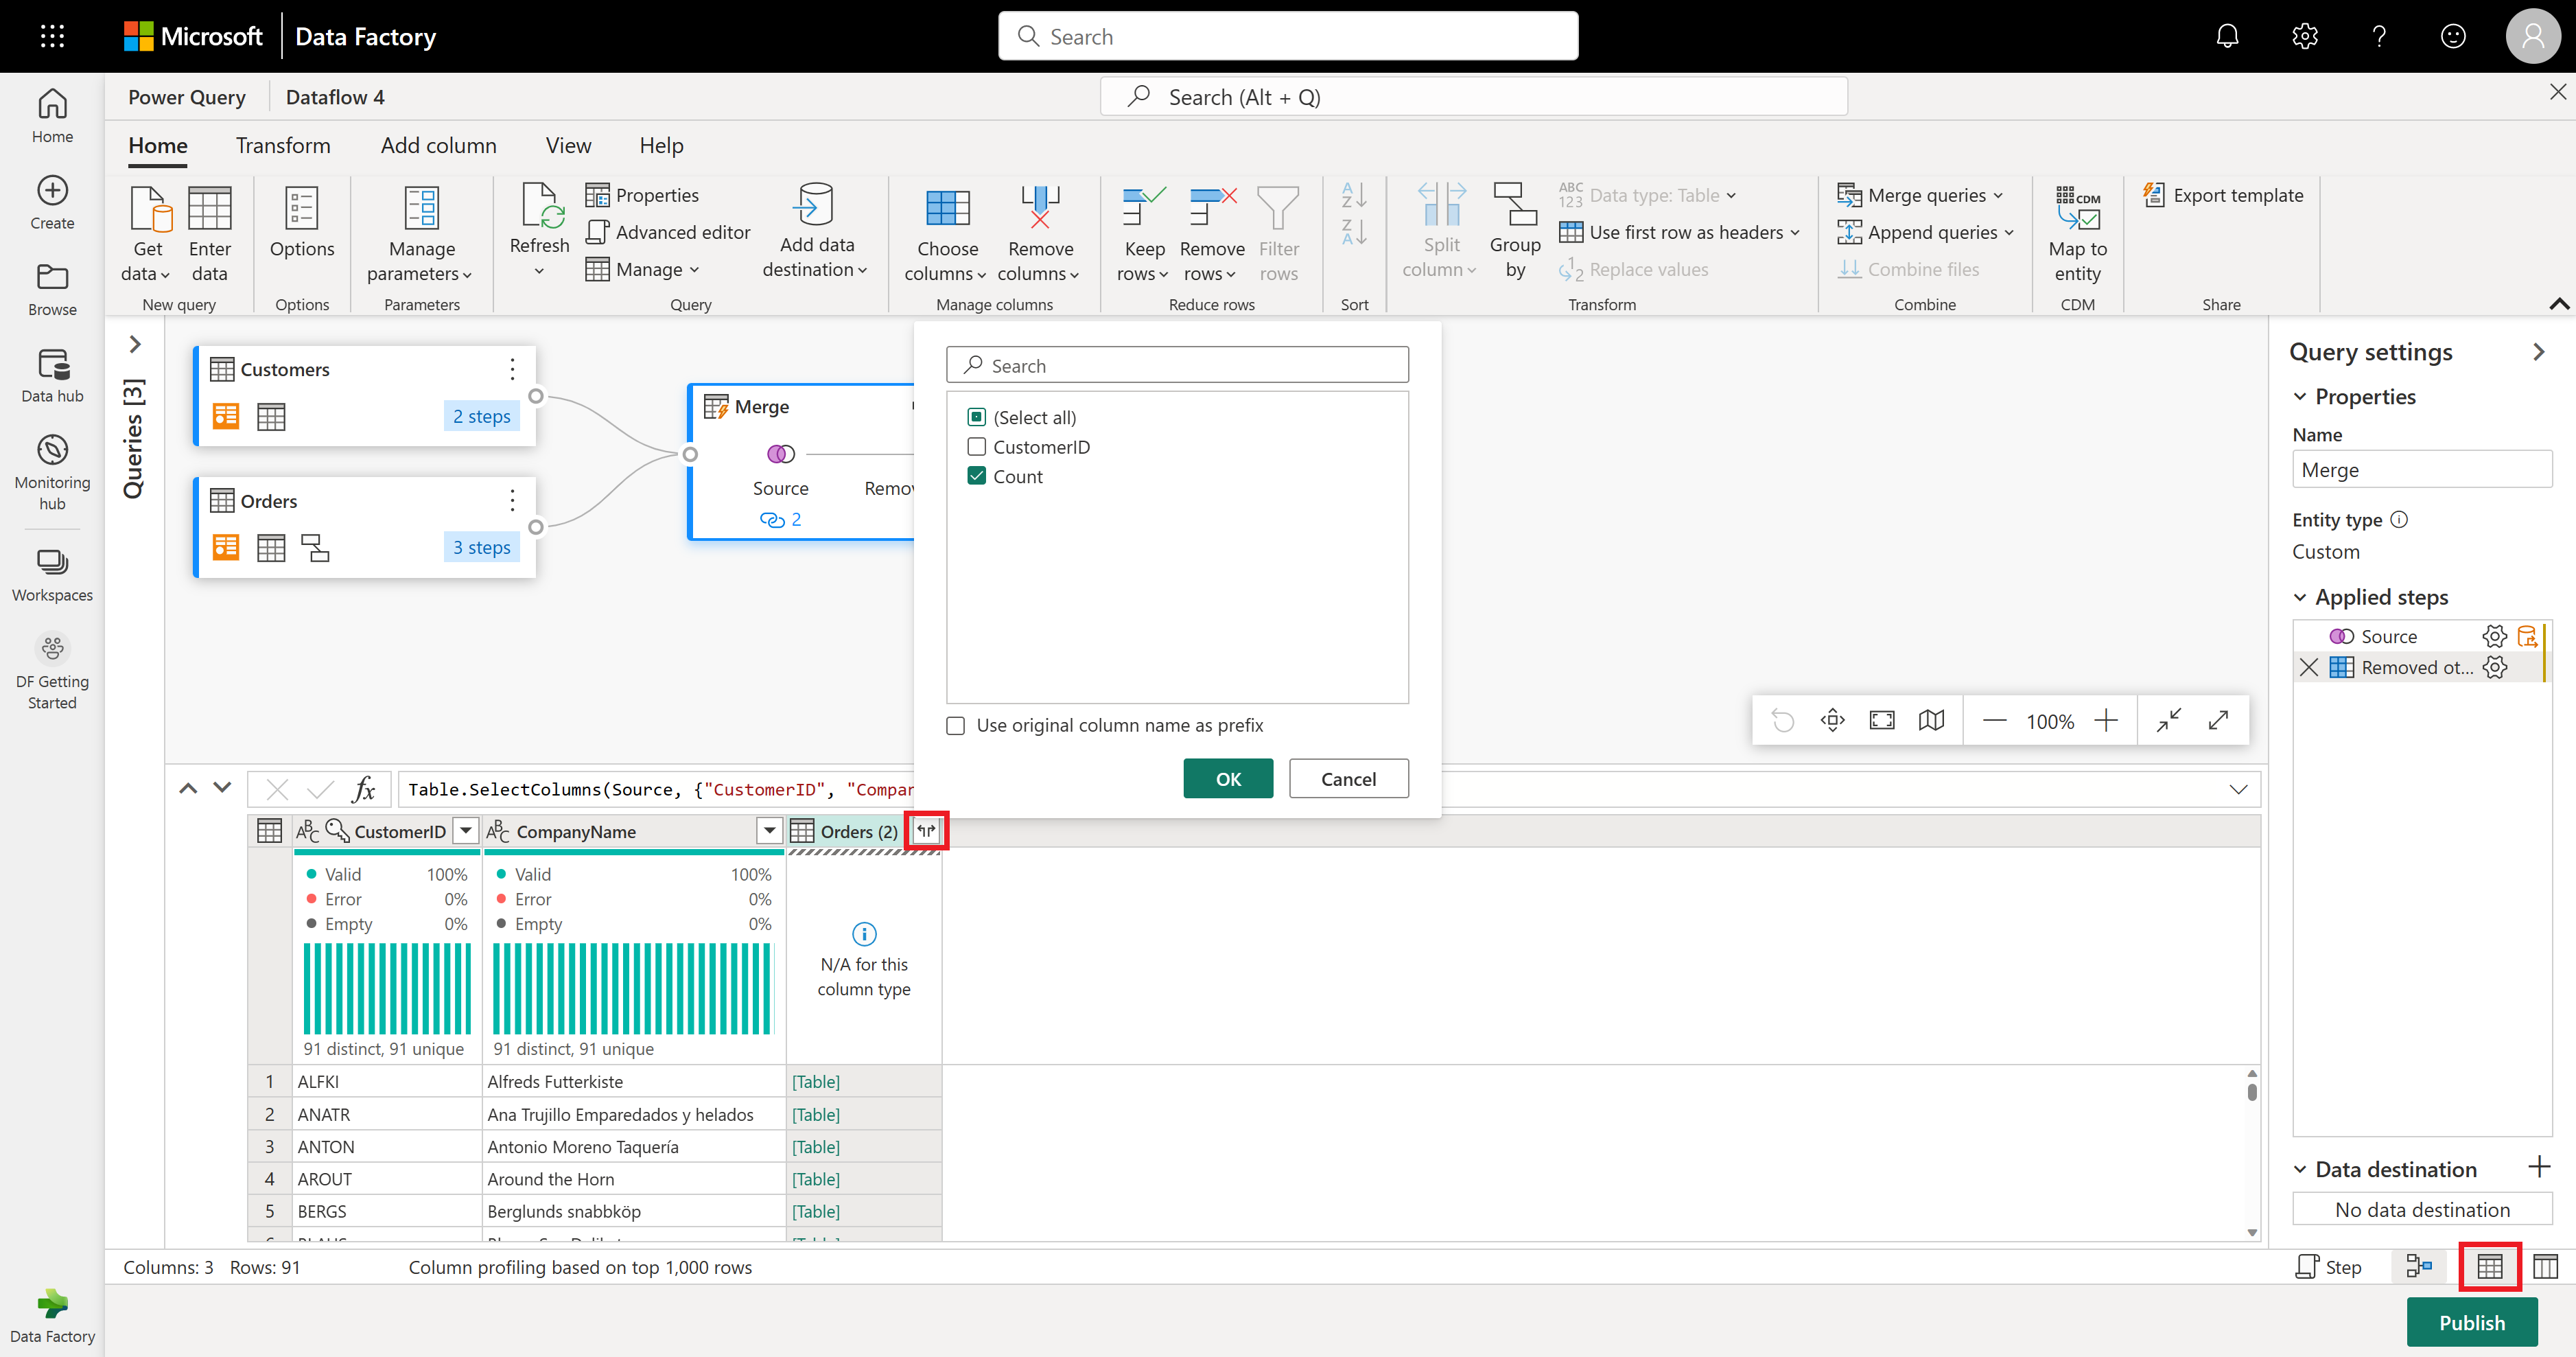 Microsoft
Data Factory
Search
Power Query
Dataflow 4
Search (Alt + Q)
Home
Transform
Add column
View
Help
Home
Create
Browse
Data hub
Monitoring
hub
Workspaces
DF Getting
Started
Data Factory
Get
data
Enter
data
New query
Options
Options
Manage
parameters
Parameters
Refresh
Properties
Advanced editor
Manage
Add data
destination
Query
Choose
columns
Remove
columns
Manage columns
Keep
rows
Remove
rows
Filter
rows
Reduce rows
A
Z
Z
A
Sort
Split
column
Group
by
ABC
123
Data type: Table
Use first row as headers
1
2
Replace values
Transform
Merge queries
Append queries
Combine files
Combine
CDM
Map to
entity
CDM
Export template
Share
Queries [3]
Customers
2 steps
Orders
3 steps
Merge
Source
2
Remov
Search
(Select all)
CustomerID
Count
Use original column name as prefix
OK
Cancel
100%
fx
Table.SelectColumns(Source, {"CustomerID", "Compar
ABC
CustomerID
ABC
CompanyName
Orders (2)
Valid 100%
Error 0%
Empty 0%
91 distinct, 91 unique
Valid 100%
Error 0%
Empty 0%
91 distinct, 91 unique
N/A for this
column type
1 ALFKI Alfreds Futterkiste [Table]
2 ANATR Ana Trujillo Emparedados y helados [Table]
3 ANTON Antonio Moreno Taquería [Table]
4 AROUT Around the Horn [Table]
5 BERGS Berglunds snabbköp [Table]
Query settings
Properties
Name
Merge
Entity type
Custom
Applied steps
Source
Removed ot...
Data destination
No data destination
Columns: 3 Rows: 91
Column profiling based on top 1,000 rows
Step
Publish